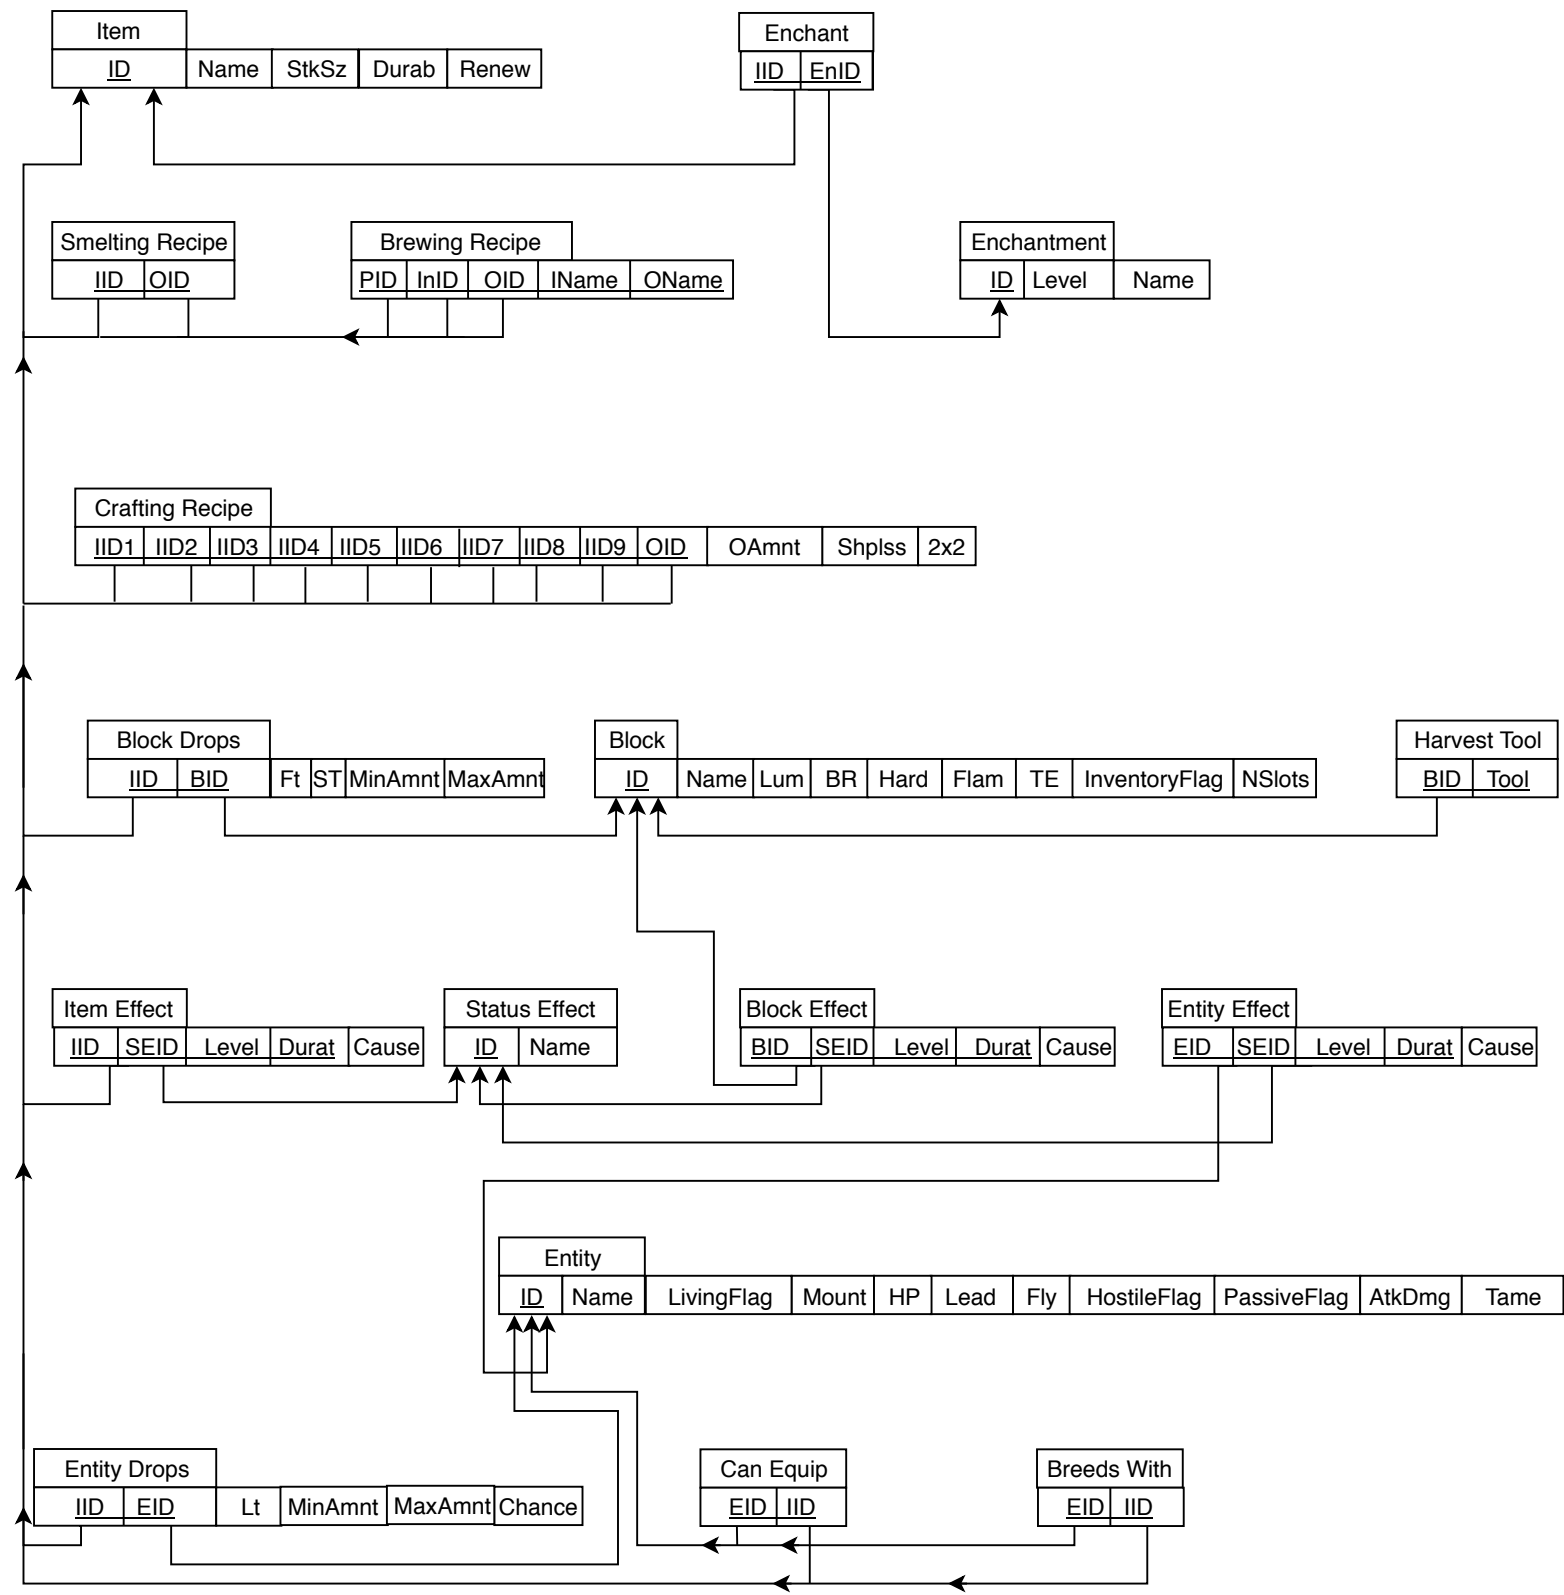 Item
ID Name StkSz Durab Renew
Enchant
IID EnID
Smelting Recipe
IID OID
Brewing Recipe
PID InID OID IName OName
Enchantment
ID Level Name
Crafting Recipe
IID1 IID2 IID3 IID4 IID5 IID6 IID7 IID8 IID9 OID OAmnt Shplss 2x2
Block Drops
IID BID Ft ST MinAmnt MaxAmnt
Block
ID Name Lum BR Hard Flam TE InventoryFlag NSlots
Harvest Tool
BID Tool
Item Effect
IID SEID Level Durat Cause
Status Effect
ID Name
Block Effect
BID SEID Level Durat Cause
Entity Effect
EID SEID Level Durat Cause
Entity
ID Name LivingFlag Mount HP Lead Fly HostileFlag PassiveFlag AtkDmg Tame
Entity Drops
IID EID Lt MinAmnt MaxAmnt Chance
Can Equip
EID IID
Breeds With
EID IID